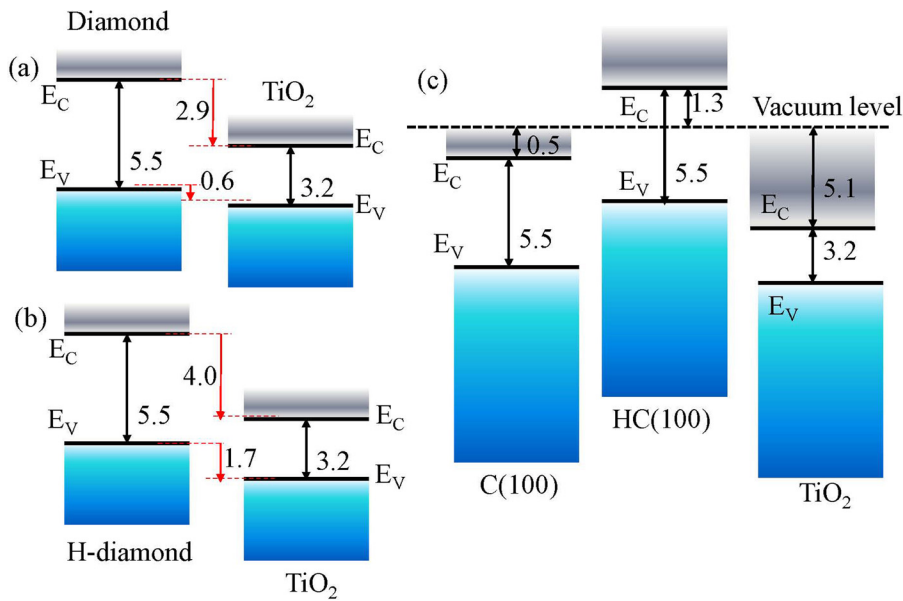 Diamond
(a)
E_C
2.9
TiO₂
E_C
5.5
E_V
0.6
3.2
E_V
(b)
E_C
4.0
E_C
E_V
5.5
1.7
3.2
E_V
H-diamond
TiO₂
(c)
E_C
1.3
Vacuum level
0.5
E_C
E_V
5.5
5.1
E_C
E_V
5.5
3.2
E_V
HC(100)
C(100)
TiO₂